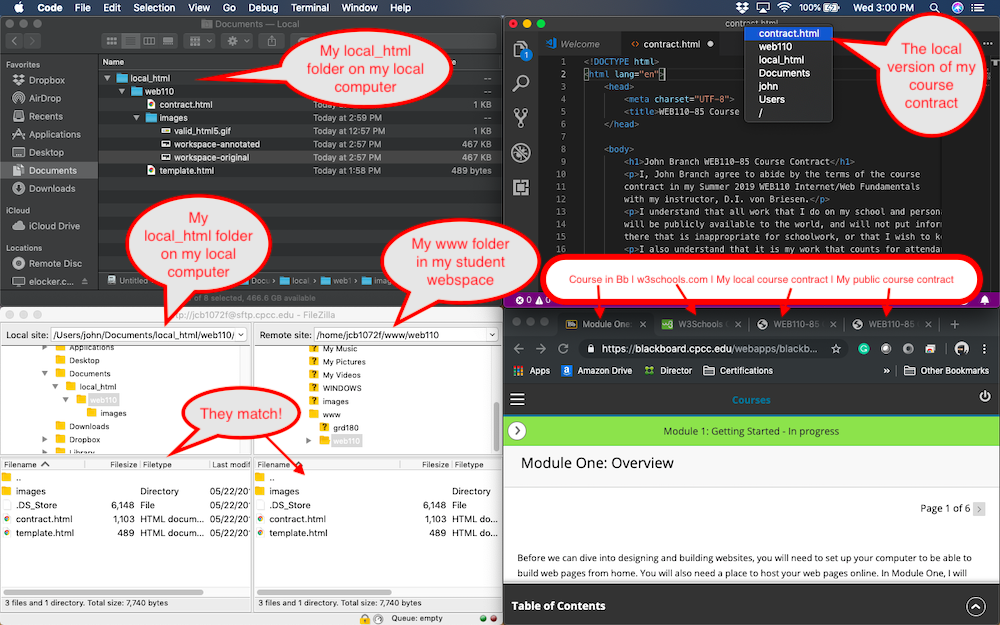 Code File Edit Selection View Go Debug Terminal Window Help
100% Wed 3:00 PM
Documents — Local
Favorites
Dropbox
AirDrop
Recents
Applications
Desktop
Documents
Downloads
iCloud
iCloud Drive
Locations
Remote Disc
elocker.c...
Name
local_html
web110
contract.html
images
valid_html5.gif
workspace-annotated
workspace-original
template.html
--
--
Today 1 KB
Today at 2:59 PM --
Today at 12:57 PM 1 KB
Today at 2:57 PM 467 KB
Today at 2:57 PM 467 KB
Today at 1:58 PM 489 bytes
My local_html
folder on my local
computer
My
local_html folder
on my local
computer
My www folder
in my student
webspace
Untitled local web1 imag
of 8 selected, 466.6 GB available
contract.html
Welcome contract.html
contract.html
web110
local_html
Documents
john
Users
/
The local
version of my
course
contract
1 <!DOCTYPE html>
2 <html lang="en">
3 <head>
4 <meta charset="UTF-8">
5 <title>WEB110-85 Course
6 </head>
7
8 <body>
9 <h1>John Branch WEB110-85 Course Contract</h1>
10 <p>I, John Branch agree to abide by the terms of the course
11 contract in my Summer 2019 WEB110 Internet/Web Fundamentals
12 with my instructor, D.I. von Briesen.</p>
13 <p>I understand that all work that I do on my school and person
14 will be publicly available to the world, and will not put infor
15 there that is inappropriate for schoolwork, or that I wish to k
16 <p>I also understand that it is my work that counts for attenda
Course in Bb | w3schools.com | My local course contract | My public course contract
0 0
jcb1072f@sftp.cpcc.edu - FileZilla
Local site: /Users/john/Documents/local_html/web110/
Applications
Desktop
Documents
local_html
web110
images
Downloads
Dropbox
Library
Remote site: /home/jcb1072f/www/web110
My Music
My Pictures
My Videos
WINDOWS
images
www
grd180
web110
They match!
Filename Filesize Filetype Last modif
..
images Directory 05/22/201
.DS_Store 6,148 File 05/22/201
contract.html 1,103 HTML docum... 05/22/201
template.html 489 HTML docum... 05/22/201
3 files and 1 directory. Total size: 7,740 bytes
Filename Filesize Filetype
..
images Directory
.DS_Store 6,148 File
contract.html 1,103 HTML do...
template.html 489 HTML do...
3 files and 1 directory. Total size: 7,740 bytes
Queue: empty
Module One: W3Schools WEB110-85 WEB110-85
https://blackboard.cpcc.edu/webapps/blackb...
Apps Amazon Drive Director Certifications » Other Bookmarks
Courses
Module 1: Getting Started - In progress
Module One: Overview
Page 1 of 6
Before we can dive into designing and building websites, you will need to set up your computer to be able to
build web pages from home. You will also need a place to host your web pages online. In Module One, I will
Table of Contents